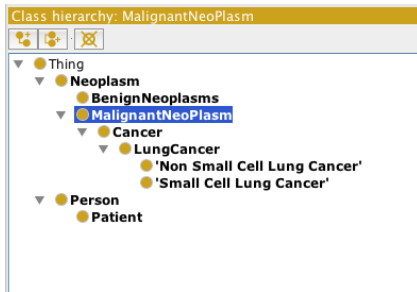 Class hierarchy: MalignantNeoPlasm
Thing
Neoplasm
BenignNeoplasms
MalignantNeoPlasm
Cancer
LungCancer
'Non Small Cell Lung Cancer'
'Small Cell Lung Cancer'
Person
Patient